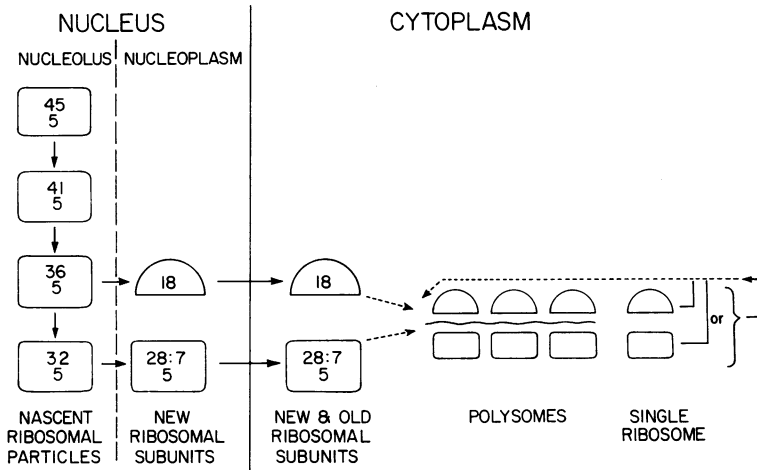 NUCLEUS
CYTOPLASM
NUCLEOLUS
NUCLEOPLASM
45
5
41
5
36
5
18
18
or
32
5
28:7
5
28:7
5
NASCENT
RIBOSOMAL
PARTICLES
NEW
RIBOSOMAL
SUBUNITS
NEW & OLD
RIBOSOMAL
SUBUNITS
POLYSOMES
SINGLE
RIBOSOME